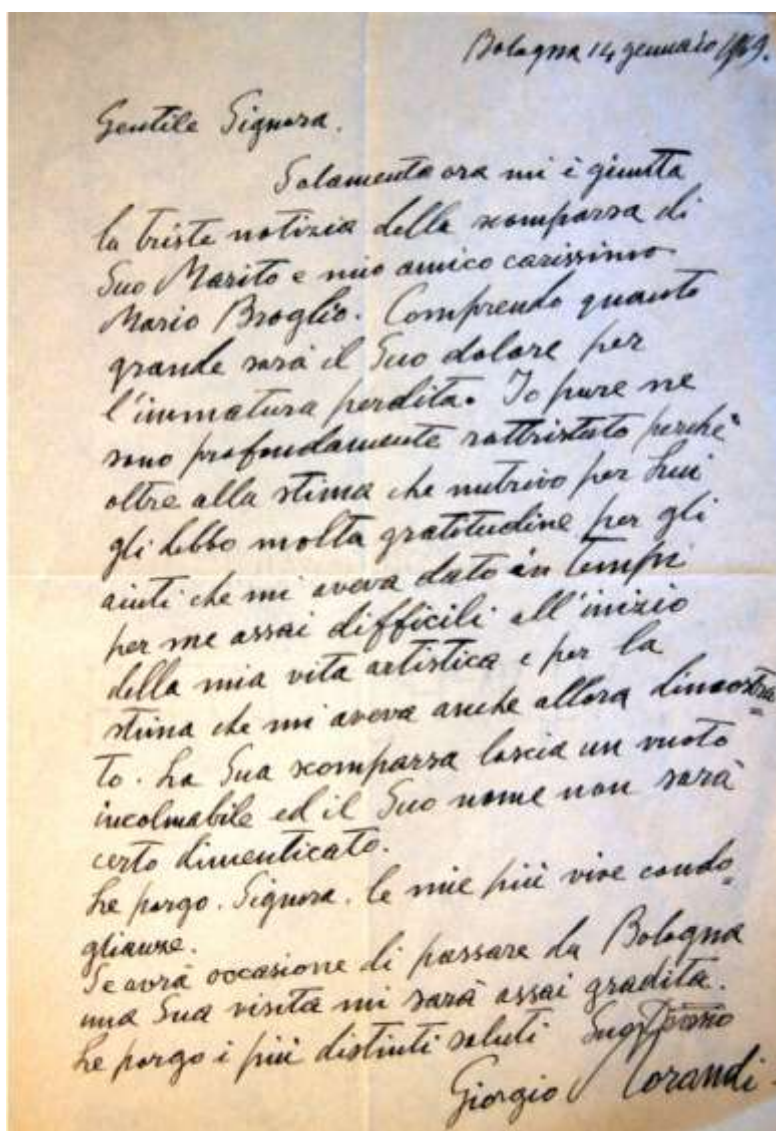 Bologna 14 gennaio 1949.
Gentile Signora.
Solamente ora mi è giunta
la triste notizia della scomparsa di
Suo Marito e mio amico carissimo
Mario Broglio. Comprendo quanto
grande sarà il Suo dolore per
l'immatura perdita. Io pure ne
sono profondamente rattristato perchè
oltre alla stima che nutrivo per Lui
gli debbo molta gratitudine per gli
aiuti che mi aveva dato in tempi
per me assai difficili all'inizio
della mia vita artistica e per la
stima che mi aveva anche allora dimostra=
to. La Sua scomparsa lascia un vuoto
incolmabile ed il Suo nome non sarà
certo dimenticato.
Le porgo. Signora. le mie più vive condo=
glianze.
Se avrà occasione di passare da Bologna
una Sua visita mi sarà assai gradita.
Le porgo i più distinti saluti
Giorgio Morandi.